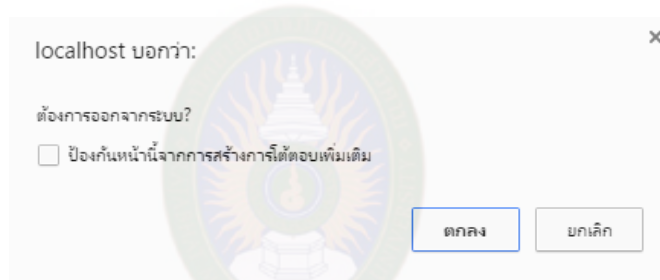 localhost บอกว่า:
ต้องการออกจากระบบ?
ป้องกันหน้านี้จากการสร้างการโต้ตอบเพิ่มเติม
ตกลง ยกเลิก